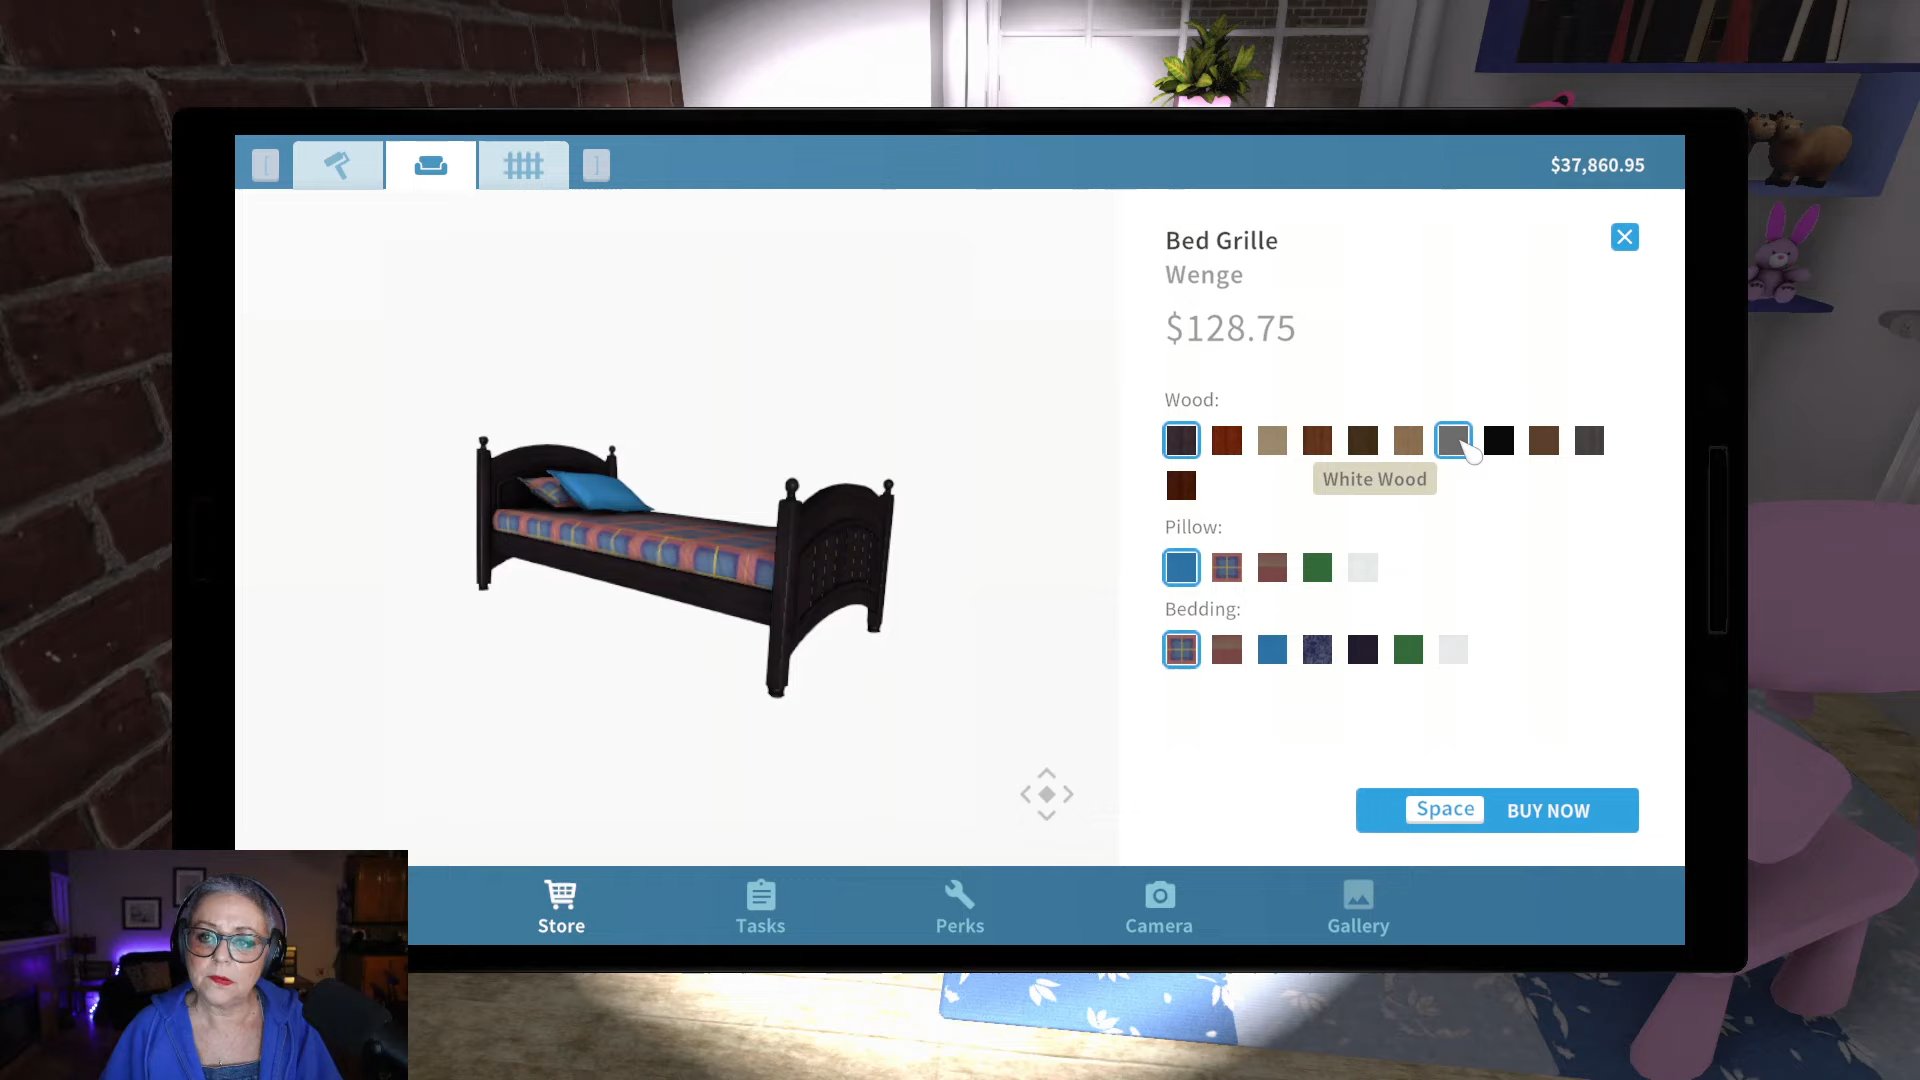 [
]
$37,860.95
Bed Grille
Wenge
$128.75
Wood:
White Wood
Pillow:
Bedding:
Space BUY NOW
Store
Tasks
Perks
Camera
Gallery